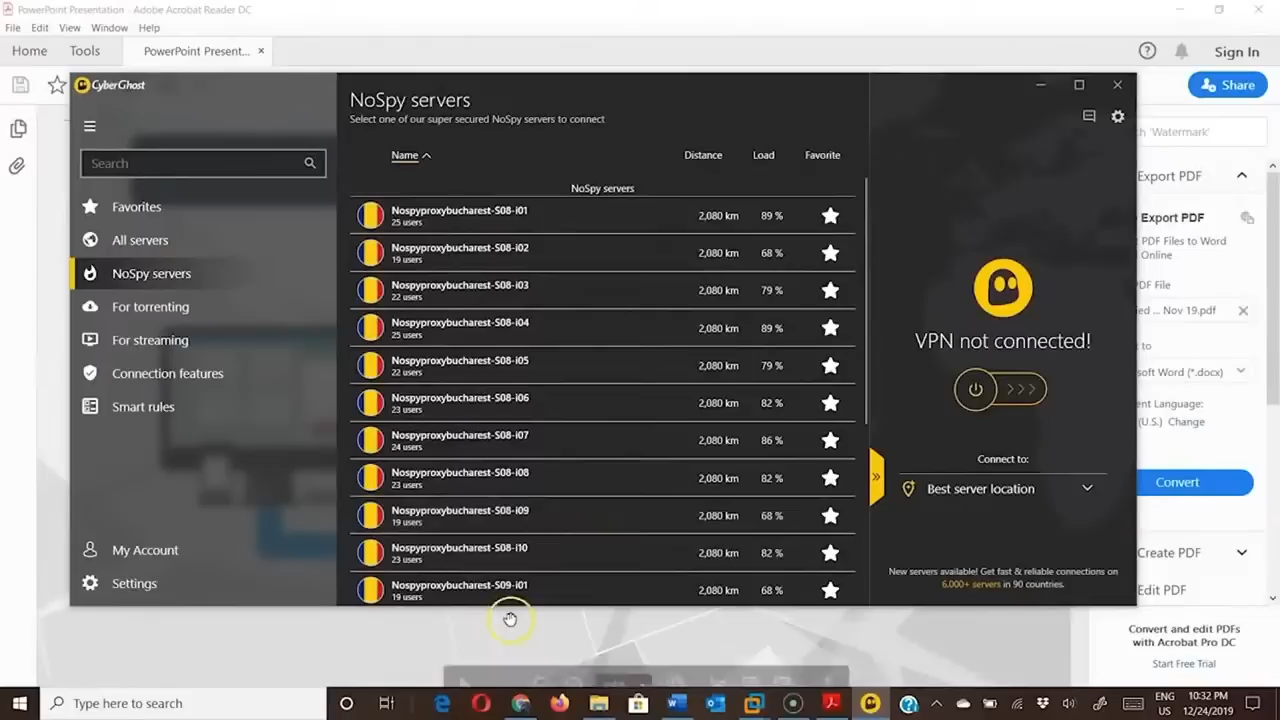 PowerPoint Presentation - Adobe Acrobat Reader DC
File Edit View Window Help
Home Tools PowerPoint Present... ×
Sign In
Share
CyberGhost
Search
Favorites
All servers
NoSpy servers
For torrenting
For streaming
Connection features
Smart rules
My Account
Settings
NoSpy servers
Select one of our super secured NoSpy servers to connect
Name Distance Load Favorite
NoSpy servers
Nospyproxybucharest-S08-i01 2,080 km 89 %
25 users
Nospyproxybucharest-S08-i02 2,080 km 68 %
19 users
Nospyproxybucharest-S08-i03 2,080 km 79 %
22 users
Nospyproxybucharest-S08-i04 2,080 km 89 %
25 users
Nospyproxybucharest-S08-i05 2,080 km 79 %
22 users
Nospyproxybucharest-S08-i06 2,080 km 82 %
23 users
Nospyproxybucharest-S08-i07 2,080 km 86 %
24 users
Nospyproxybucharest-S08-i08 2,080 km 82 %
23 users
Nospyproxybucharest-S08-i09 2,080 km 68 %
19 users
Nospyproxybucharest-S08-i10 2,080 km 82 %
23 users
Nospyproxybucharest-S09-i01 2,080 km 68 %
19 users
VPN not connected!
Connect to:
Best server location
New servers available! Get fast & reliable connections on
6,000+ servers in 90 countries.
'Watermark'
Export PDF
Export PDF
PDF Files to Word
Online
PDF File
... Nov 19.pdf
(*.docx)
Language:
(U.S.) Change
Convert
Create PDF
Edit PDF
Convert and edit PDFs
with Acrobat Pro DC
Start Free Trial
Type here to search
ENG 10:32 PM
US 12/24/2019